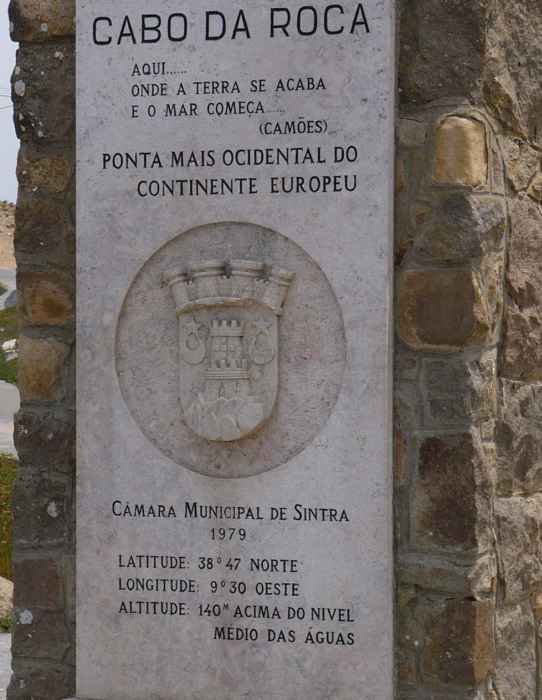 CABO DA ROCA
AQUI......
ONDE A TERRA SE ACABA
E O MAR COMEÇA......
(CAMÕES)
PONTA MAIS OCIDENTAL DO
CONTINENTE EUROPEU
CÂMARA MUNICIPAL DE SINTRA
1979
LATITUDE: 38° 47 NORTE
LONGITUDE: 9° 30 OESTE
ALTITUDE: 140ᴹ ACIMA DO NIVEL
MÉDIO DAS ÁGUAS